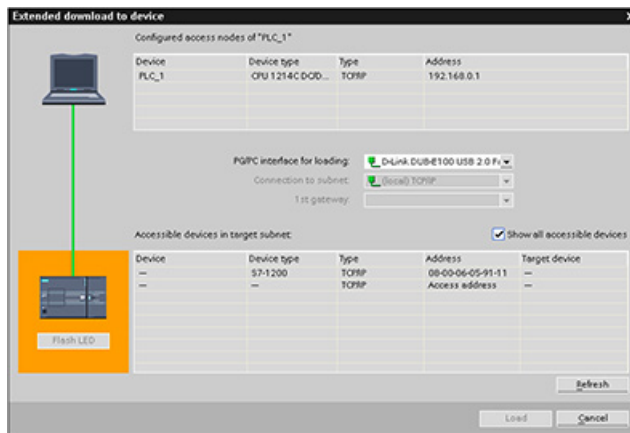 Extended download to device
Configured access nodes of "PLC_1"
Device Device type Type Address
PLC_1 CPU 1214C DC/D... TCP/IP 192.168.0.1
PG/PC interface for loading: D-Link DUB-E100 USB 2.0 Fa
Connection to subnet: (local) TCP/IP
1st gateway:
Accessible devices in target subnet: Show all accessible devices
Device Device type Type Address Target device
— S7-1200 TCP/IP 08-00-06-05-91-11 —
— — TCP/IP Access address —
Flash LED
Refresh
Load Cancel